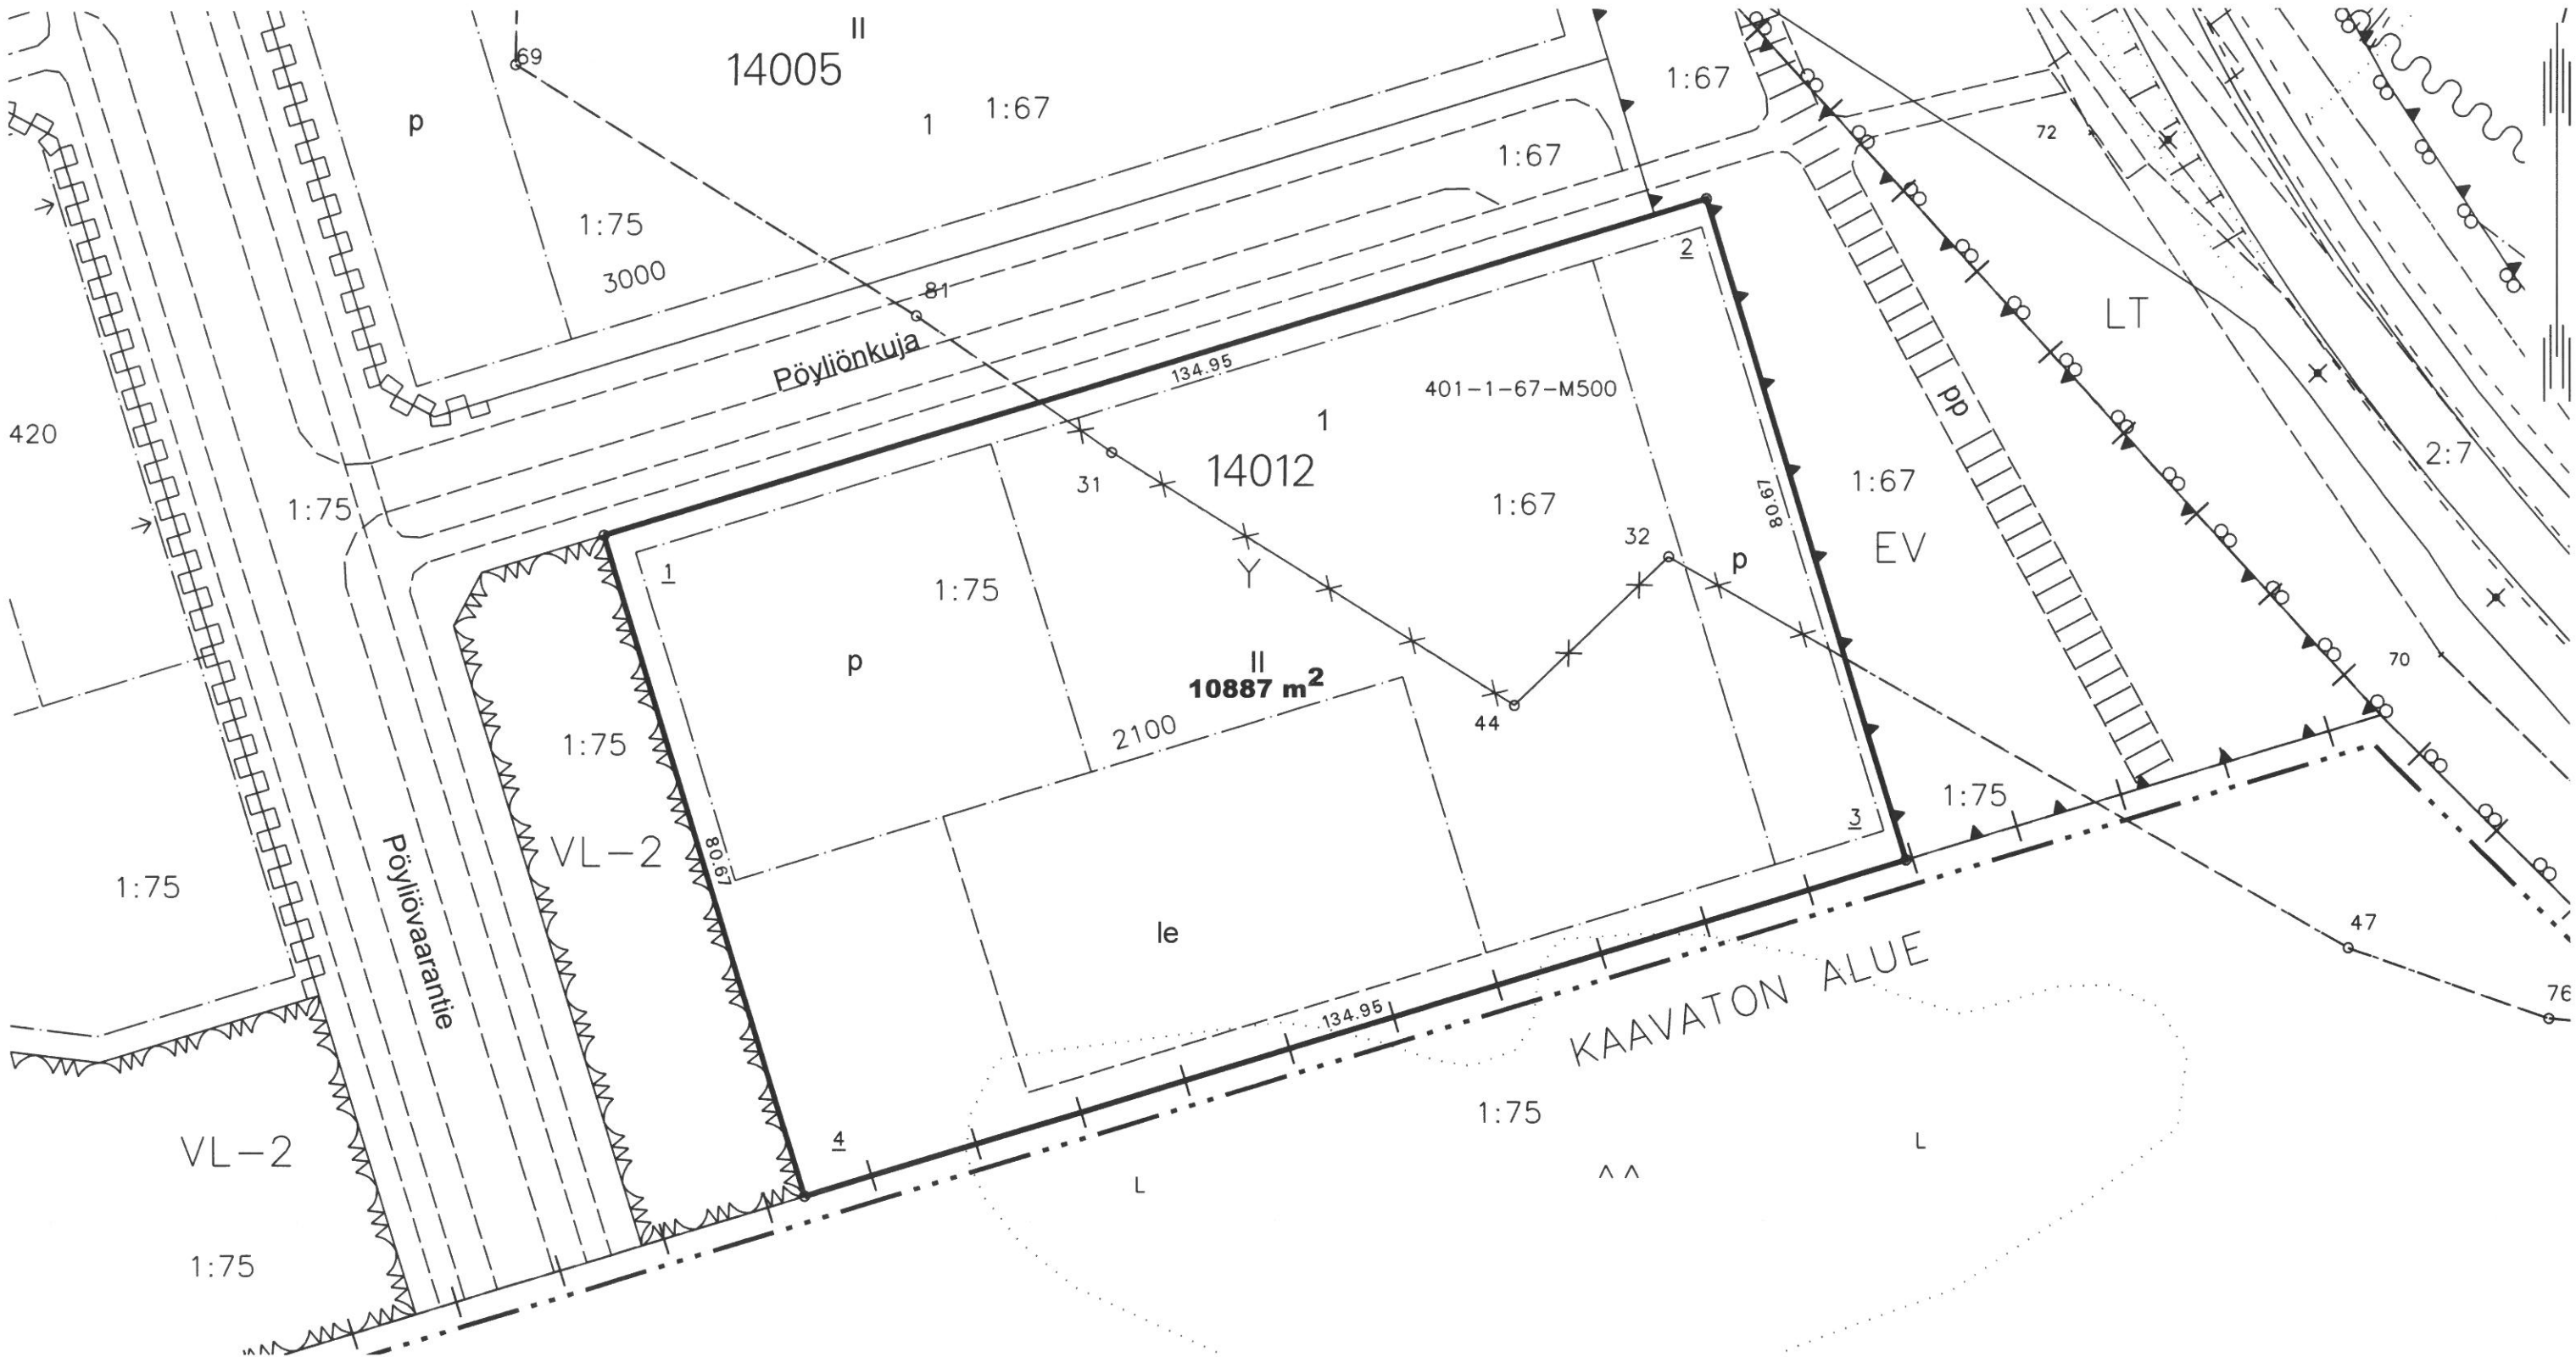 II
69
14005
1:67
p
1
1:67
72
1:67
1:75
3000
2
81
LT
Pöyliönkuja
134.95
401-1-67-M500
pp
1
420
2:7
14012
31
1:67
80.67
1:67
1:75
32
EV
p
1
Y
1:75
p
II
10887 m²
70
44
2100
1:75
1:75
3
VL-2
80.67
1:75
Pöyliövaarantie
le
47
KAAVATON ALUE
76
134.95
1:75
4
VL-2
L
^ ^
L
1:75